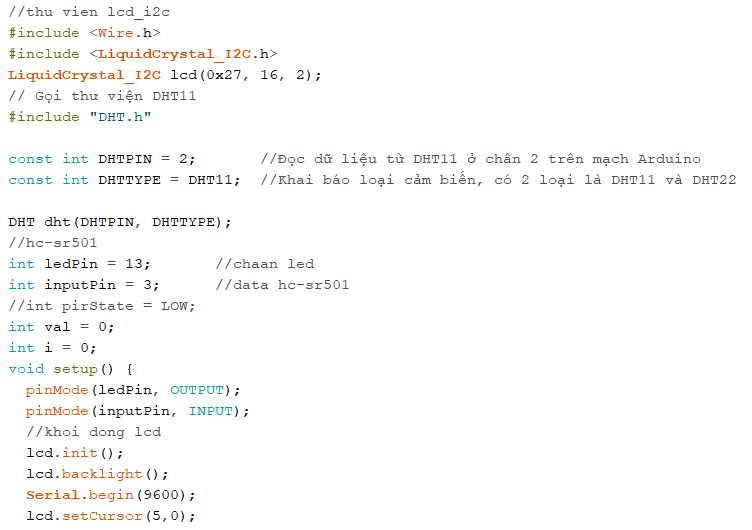 //thu vien lcd_i2c
#include <Wire.h>
#include <LiquidCrystal_I2C.h>
LiquidCrystal_I2C lcd(0x27, 16, 2);
// Gọi thư viện DHT11
#include "DHT.h"
const int DHTPIN = 2;       //Đọc dữ liệu từ DHT11 ở chân 2 trên mạch Arduino
const int DHTTYPE = DHT11;  //Khai báo loại cảm biến, có 2 loại là DHT11 và DHT22
DHT dht(DHTPIN, DHTTYPE);
//hc-sr501
int ledPin = 13;       //chaan led
int inputPin = 3;      //data hc-sr501
//int pirState = LOW;
int val = 0;
int i = 0;
void setup() {
  pinMode(ledPin, OUTPUT);
  pinMode(inputPin, INPUT);
  //khoi dong lcd
  lcd.init();
  lcd.backlight();
  Serial.begin(9600);
  lcd.setCursor(5,0);